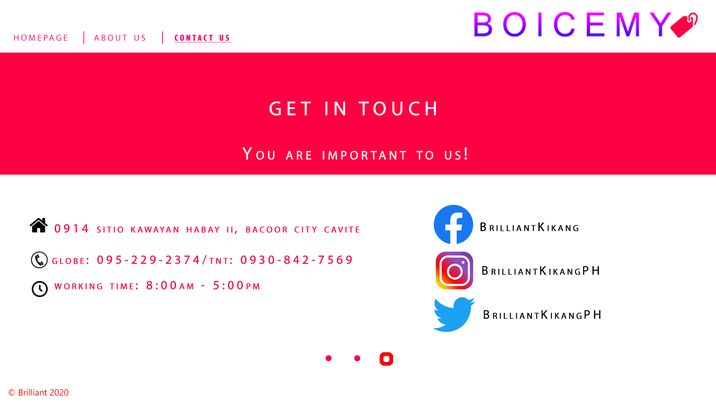 HOMEPAGE | ABOUT US | CONTACT US
BOICEMY
GET IN TOUCH
YOU ARE IMPORTANT TO US!
0914 SITIO KAWAYAN HABAY II, BACOOR CITY CAVITE
GLOBE: 095-229-2374/TNT: 0930-842-7569
WORKING TIME: 8:00AM - 5:00PM
BRILLIANTKIKANG
BRILLIANTKIKANGPH
BRILLIANTKIKANGPH
© Brilliant 2020